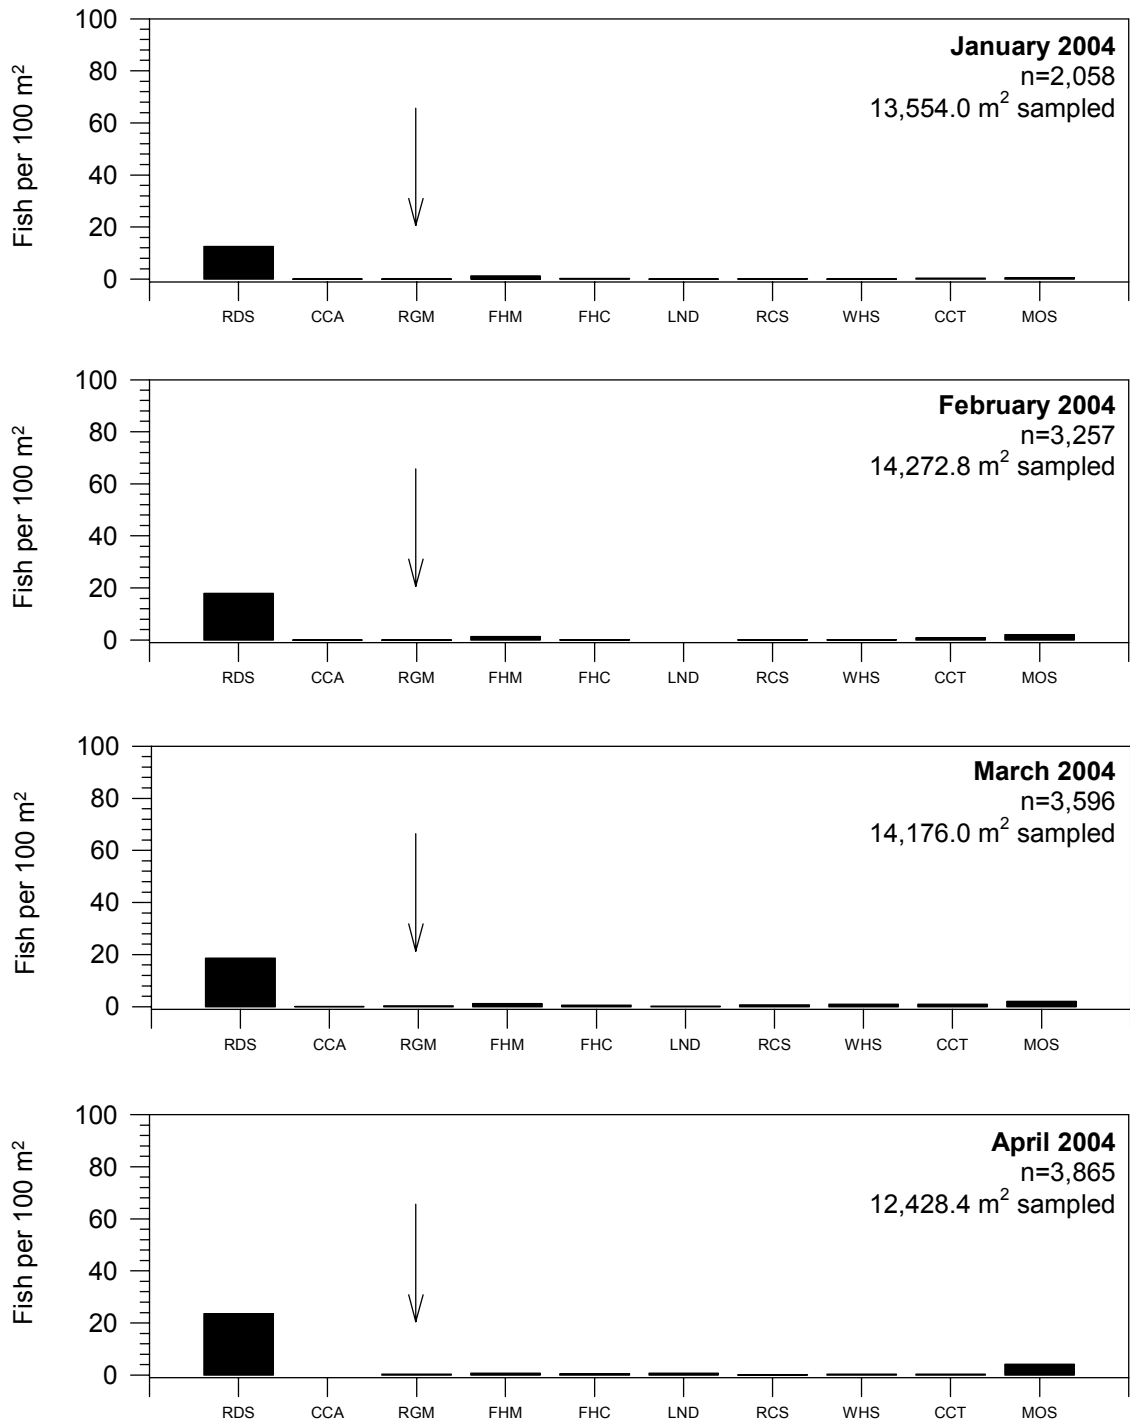 January 2004
n=2,058
13,554.0 m² sampled
Fish per 100 m²
100
80
60
40
20
0
RDS CCA RGM FHM FHC LND RCS WHS CCT MOS
February 2004
n=3,257
14,272.8 m² sampled
Fish per 100 m²
100
80
60
40
20
0
RDS CCA RGM FHM FHC LND RCS WHS CCT MOS
March 2004
n=3,596
14,176.0 m² sampled
Fish per 100 m²
100
80
60
40
20
0
RDS CCA RGM FHM FHC LND RCS WHS CCT MOS
April 2004
n=3,865
12,428.4 m² sampled
Fish per 100 m²
100
80
60
40
20
0
RDS CCA RGM FHM FHC LND RCS WHS CCT MOS